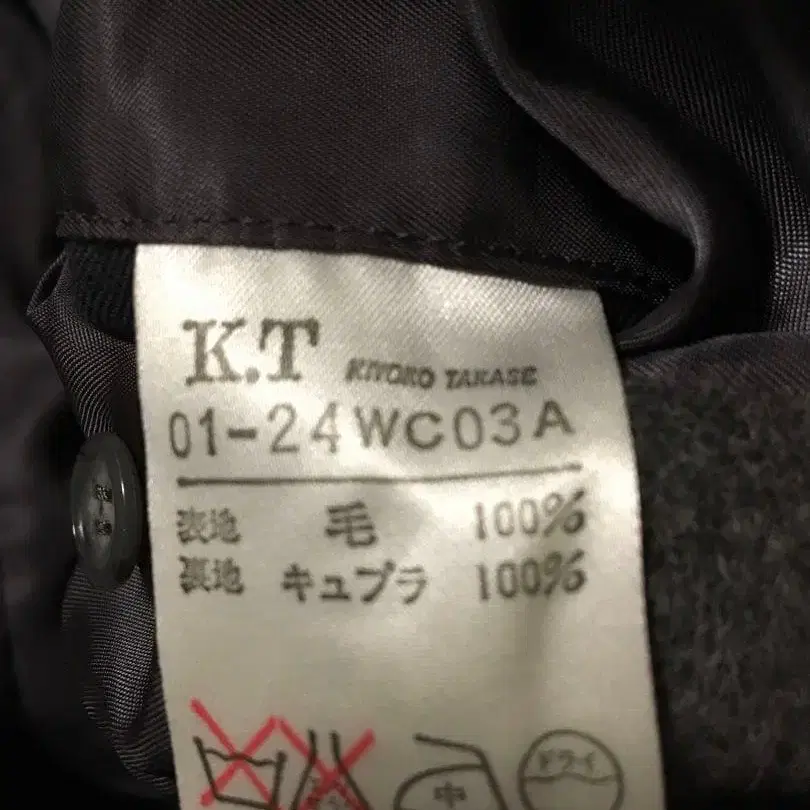 K.T KIYOKO TAKASE
01-24WC03A
表地 毛 100%
裏地 キュプラ 100%
中 ドライ